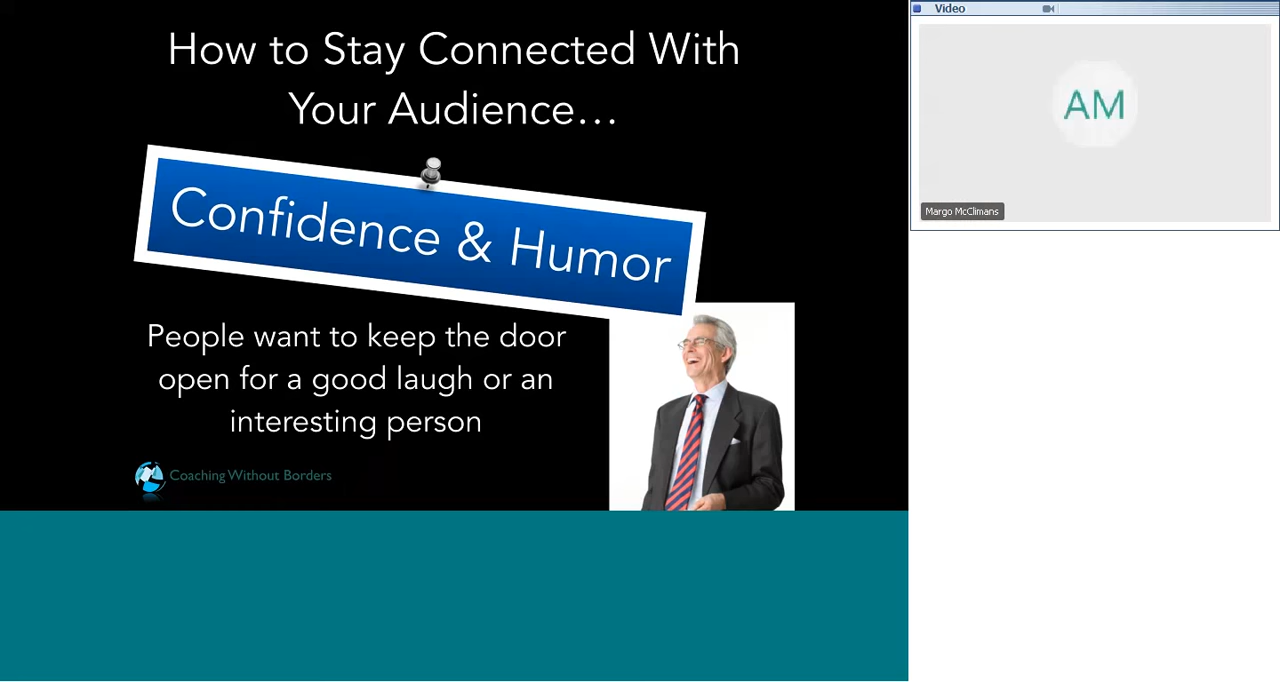 How to Stay Connected With
Your Audience…
Confidence & Humor
People want to keep the door
open for a good laugh or an
interesting person
Coaching Without Borders
Video
AM
Margo McClimans